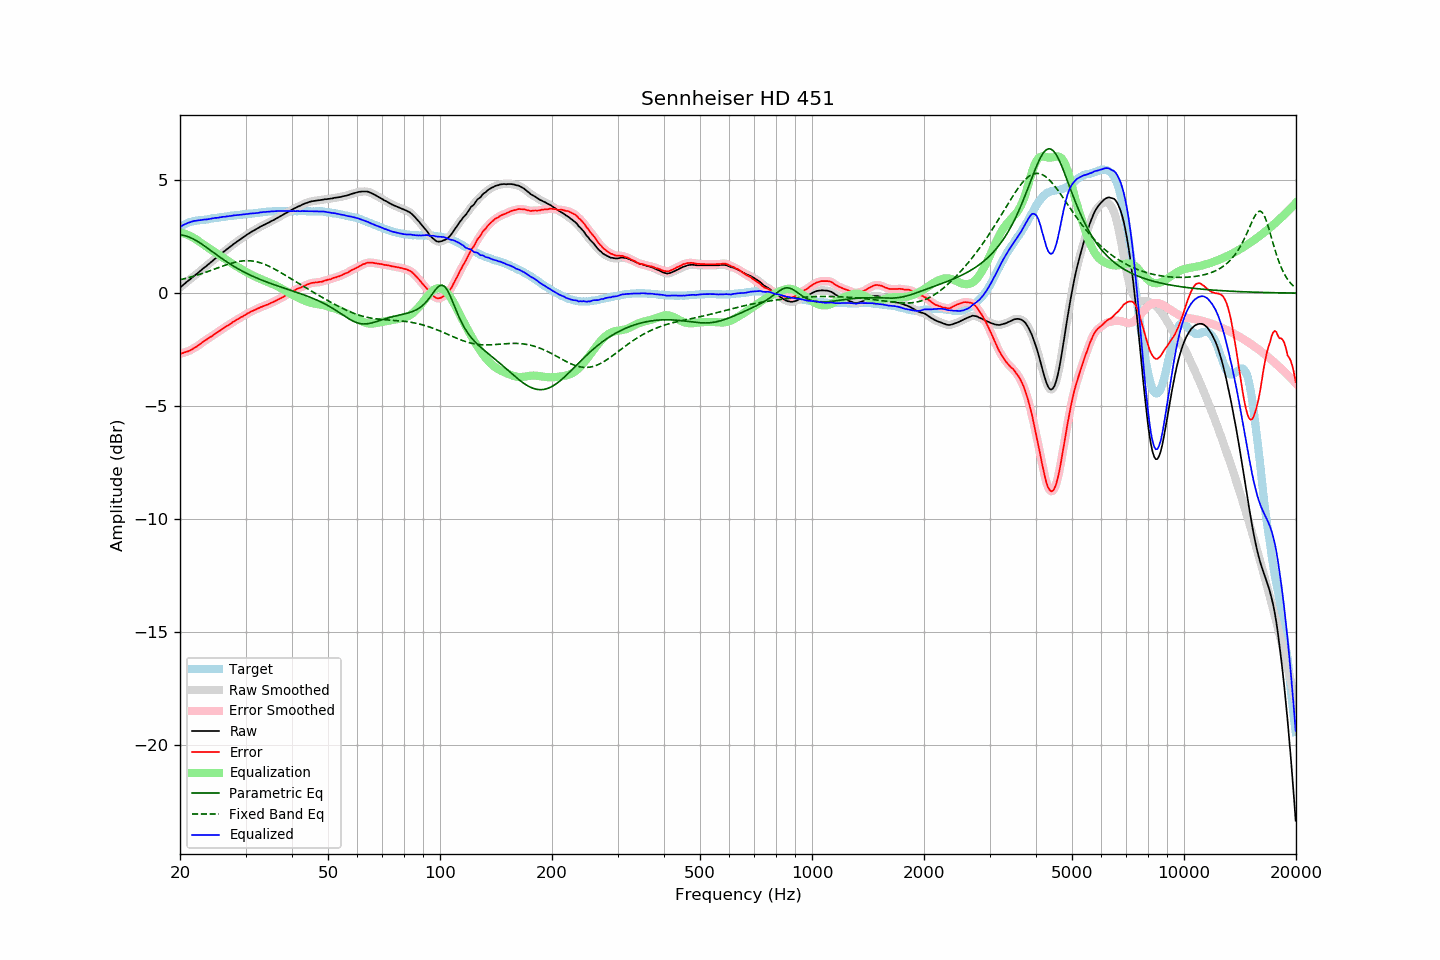 Sennheiser HD 451
Amplitude (dBr)
5
0
−5
−10
−15
−20
Target
Raw Smoothed
Error Smoothed
Raw
Error
Equalization
Parametric Eq
Fixed Band Eq
Equalized
20 50 100 200 500 1000 2000 5000 10000 20000
Frequency (Hz)